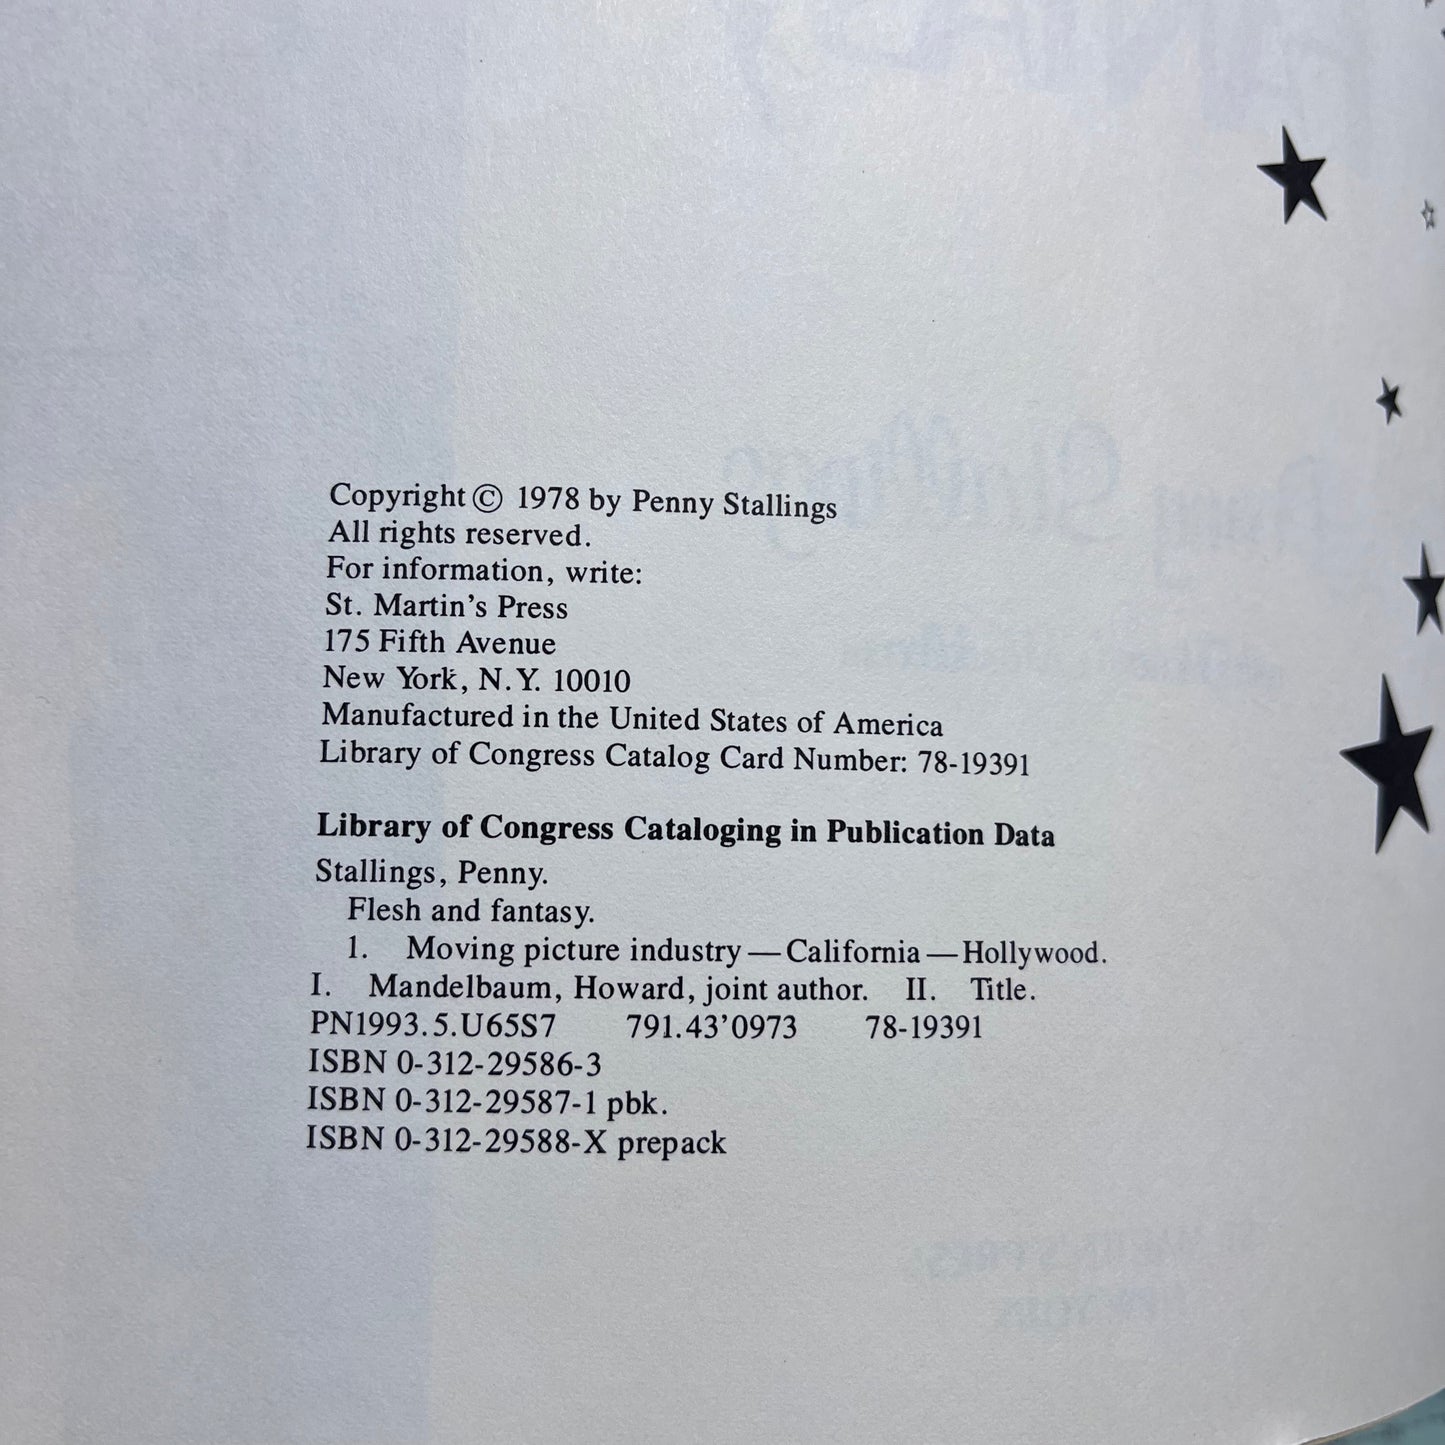 Copyright © 1978 by Penny Stallings
All rights reserved.
For information, write:
St. Martin's Press
175 Fifth Avenue
New York, N.Y. 10010
Manufactured in the United States of America
Library of Congress Catalog Card Number: 78-19391
Library of Congress Cataloging in Publication Data
Stallings, Penny.
Flesh and fantasy.
1. Moving picture industry — California — Hollywood.
I. Mandelbaum, Howard, joint author. II. Title.
PN1993.5.U65S7 791.43'0973 78-19391
ISBN 0-312-29586-3
ISBN 0-312-29587-1 pbk.
ISBN 0-312-29588-X prepack